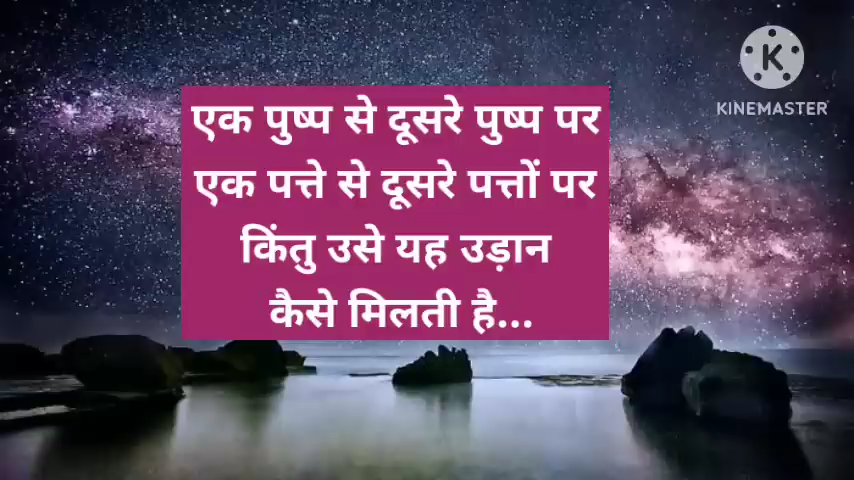 एक पुष्प से दूसरे पुष्प पर
एक पत्ते से दूसरे पत्तों पर
किंतु उसे यह उड़ान
कैसे मिलती है...
K
KINEMASTER